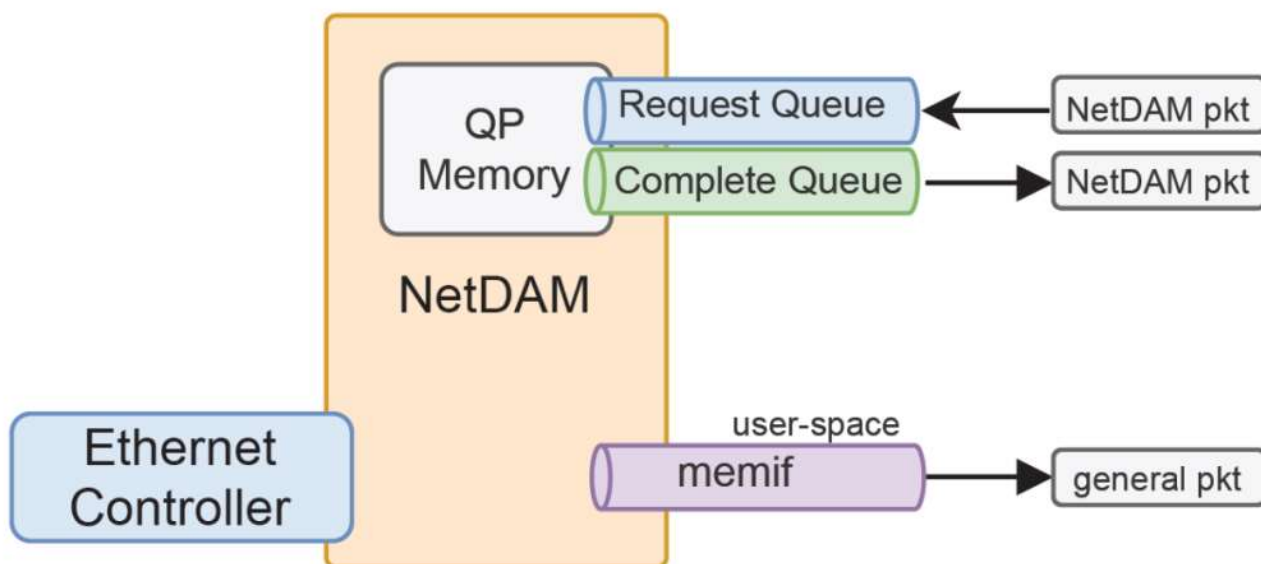 QP
Memory
Request Queue
NetDAM pkt
Complete Queue
NetDAM pkt
NetDAM
Ethernet
Controller
user-space
memif
general pkt